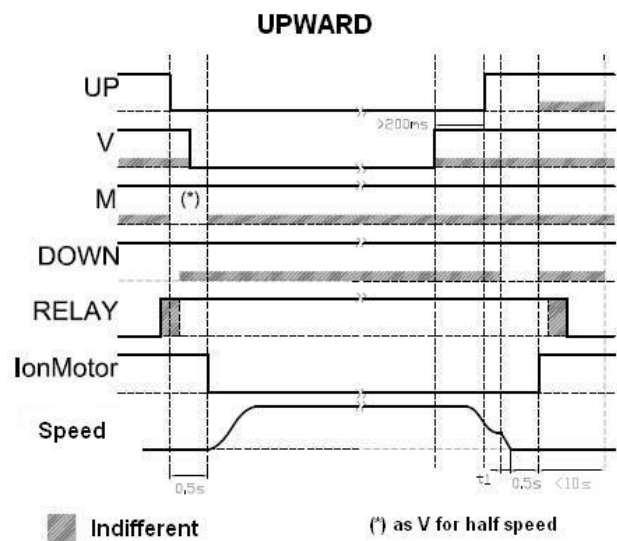 UPWARD
UP
>200ms
V
M
(*)
DOWN
RELAY
IonMotor
Speed
0,5s
t1
0,5s
<10s
Indifferent
(*) as V for half speed